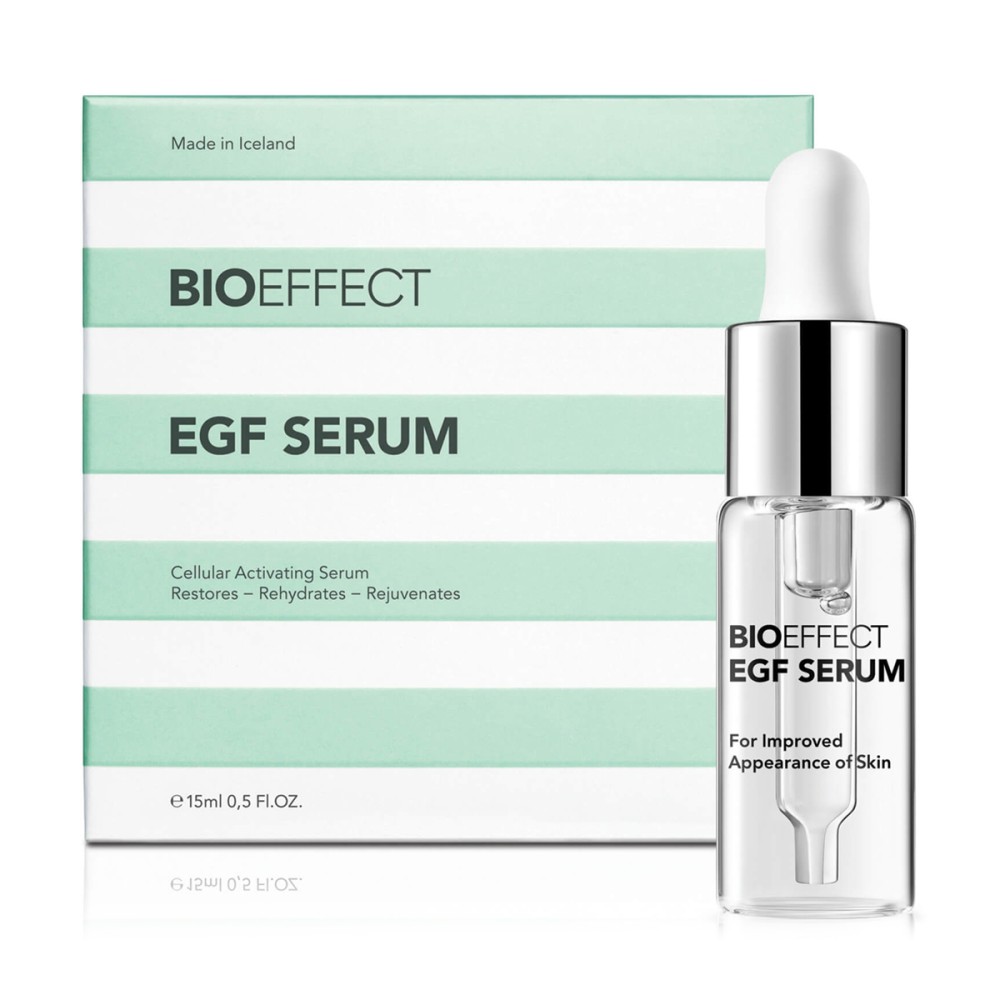 Made in Iceland
BIOEFFECT
EGF SERUM
Cellular Activating Serum
Restores – Rehydrates – Rejuvenates
℮15ml 0,5 Fl.OZ.
BIOEFFECT
EGF SERUM
For Improved
Appearance of Skin